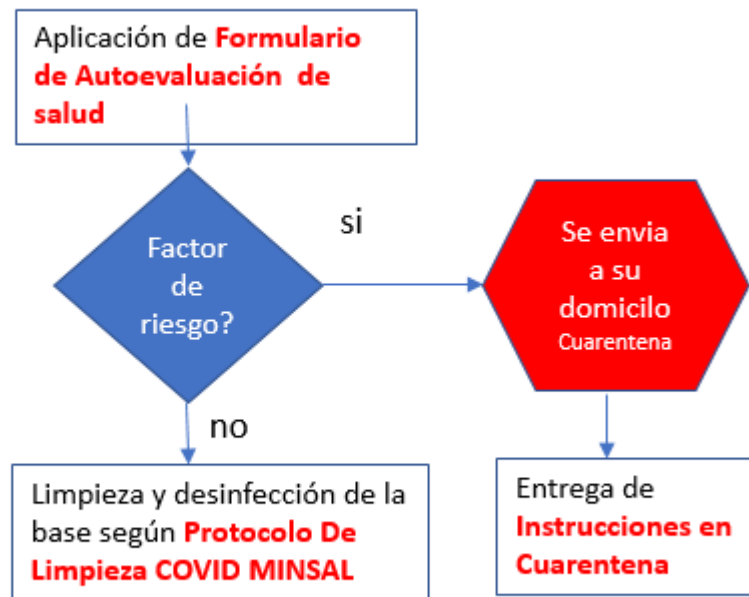 Aplicación de Formulario
de Autoevaluación de
salud
Factor
de
riesgo?
si
Se envia
a su
domicilo
Cuarentena
no
Limpieza y desinfección de la
base según Protocolo De
Limpieza COVID MINSAL
Entrega de
Instrucciones en
Cuarentena